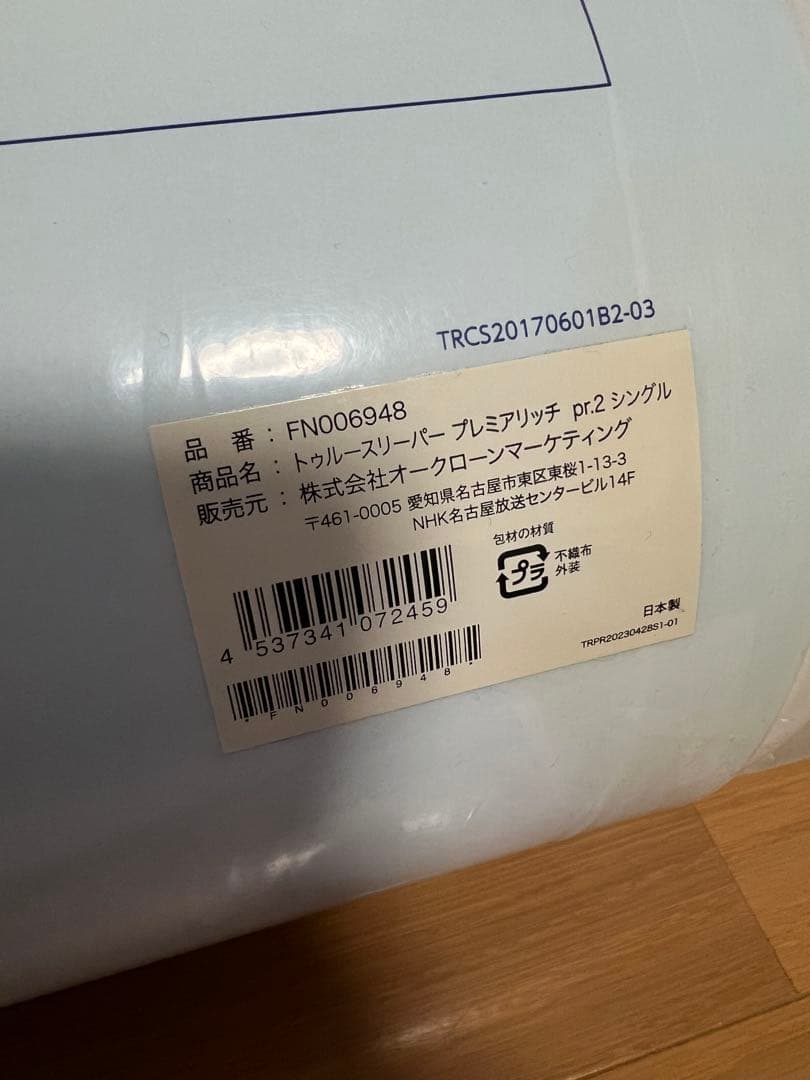 TRCS20170601B2-03
品 番 : FN006948
商品名 : トゥルースリーパー プレミアリッチ pr.2 シングル
販売元 : 株式会社オークローンマーケティング
〒461-0005 愛知県名古屋市東区東桜1-13-3
NHK名古屋放送センタービル14F
包材の材質
プラ
不織布
外装
4 537341 072459
日本製
*FN006948*
TRPR20230428S1-01